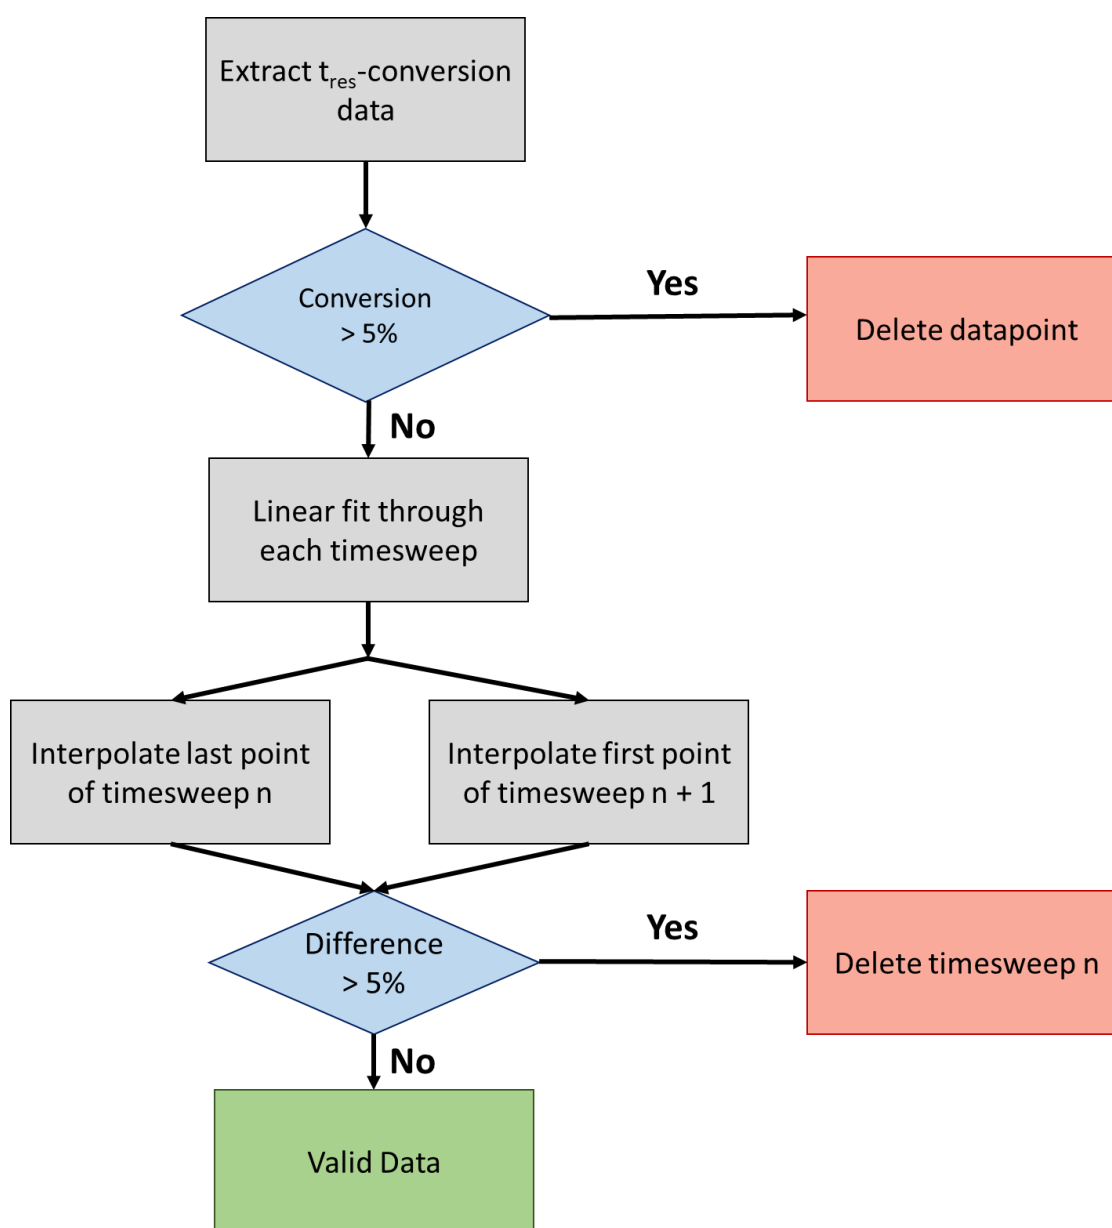 Extract tres-conversion
data
Conversion
> 5%
Yes
Delete datapoint
No
Linear fit through
each timesweep
Interpolate last point
of timesweep n
Interpolate first point
of timesweep n + 1
Difference
> 5%
Yes
Delete timesweep n
No
Valid Data